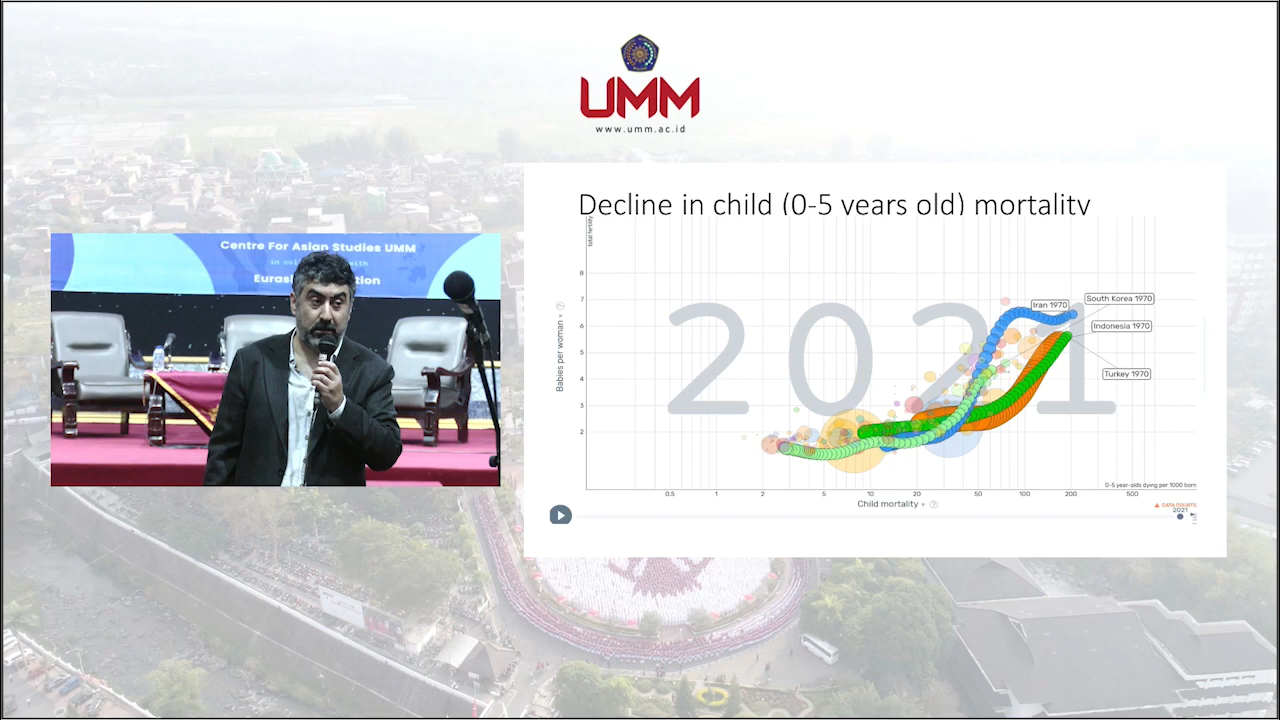 UMM
www.umm.ac.id
Centre For Asian Studies UMM
in with
Eurasi tion
Decline in child (0-5 years old) mortality
total fertility
Babies per woman
8
7
6
5
4
3
2
2021
Iran 1970
South Korea 1970
Indonesia 1970
Turkey 1970
0-5 year-olds dying per 1000 born
0.5
1
2
5
10
20
50
100
200
500
Child mortality
DATA DOUBTS
2021